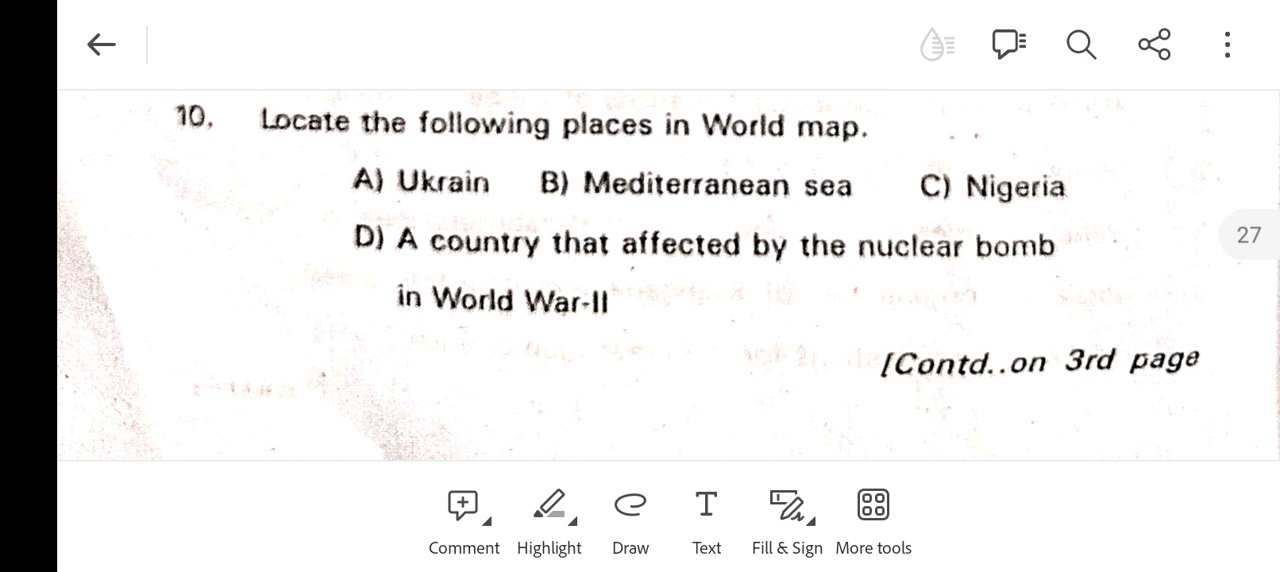 10. Locate the following places in World map.
A) Ukrain B) Mediterranean sea C) Nigeria
D) A country that affected by the nuclear bomb
in World War-II
27
[Contd..on 3rd page
Comment Highlight Draw Text Fill & Sign More tools